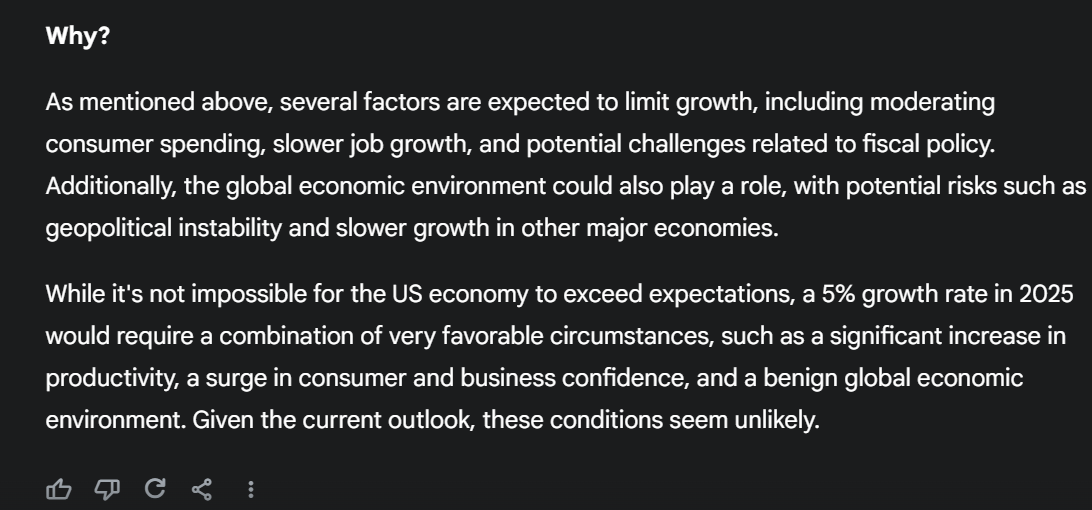 Why?
As mentioned above, several factors are expected to limit growth, including moderating
consumer spending, slower job growth, and potential challenges related to fiscal policy.
Additionally, the global economic environment could also play a role, with potential risks such as
geopolitical instability and slower growth in other major economies.
While it's not impossible for the US economy to exceed expectations, a 5% growth rate in 2025
would require a combination of very favorable circumstances, such as a significant increase in
productivity, a surge in consumer and business confidence, and a benign global economic
environment. Given the current outlook, these conditions seem unlikely.